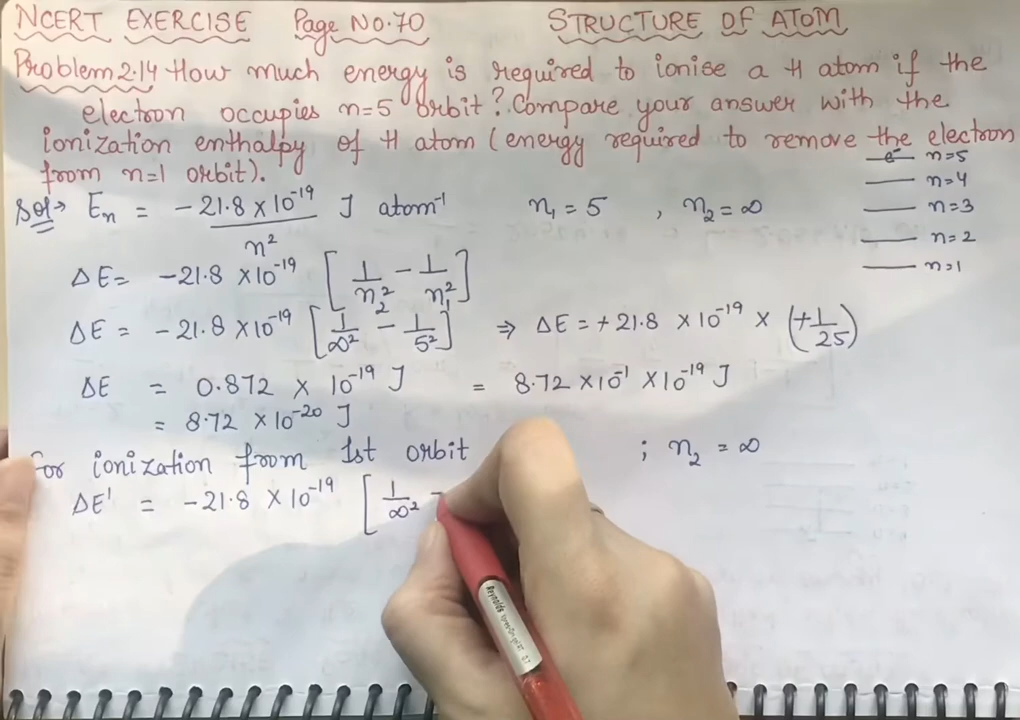 NCERT EXERCISE Page No.70 STRUCTURE OF ATOM
Problem 2.14 How much energy is required to ionise a H atom if the
electron occupies n=5 orbit? Compare your answer with the
ionization enthalpy of H atom (energy required to remove the electron
from n=1 orbit).
e⁻ n=5
n=4
n=3
n=2
n=1
Sol→ Eₙ = -21.8 × 10⁻¹⁹ / n² J atom⁻¹ n₁ = 5 , n₂ = ∞
ΔE = -21.8 × 10⁻¹⁹ [1/n₂² - 1/n₁²]
ΔE = -21.8 × 10⁻¹⁹ [1/∞² - 1/5²] ⇒ ΔE = +21.8 × 10⁻¹⁹ × (+1/25)
ΔE = 0.872 × 10⁻¹⁹ J = 8.72 × 10⁻¹ × 10⁻¹⁹ J
= 8.72 × 10⁻²⁰ J
For ionization from 1st orbit ; n₂ = ∞
ΔE' = -21.8 × 10⁻¹⁹ [1/∞² -
Reynolds